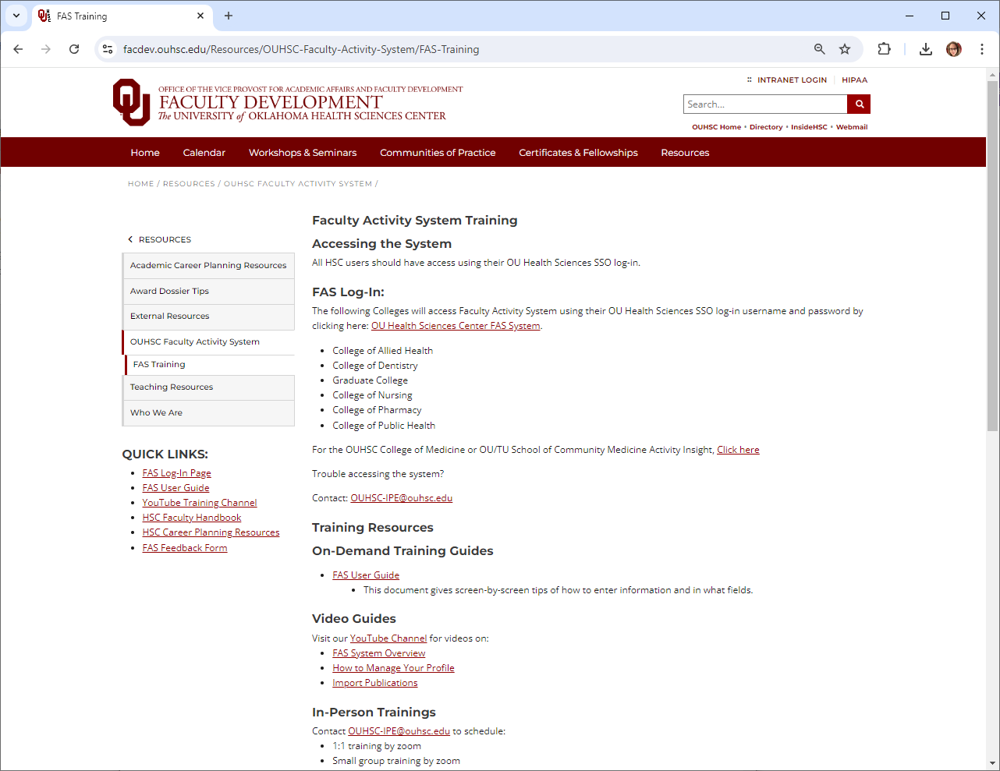 FAS Training
facdev.ouhsc.edu/Resources/OUHSC-Faculty-Activity-System/FAS-Training
INTRANET LOGIN HIPAA
OFFICE OF THE VICE PROVOST FOR ACADEMIC AFFAIRS AND FACULTY DEVELOPMENT
FACULTY DEVELOPMENT
The UNIVERSITY of OKLAHOMA HEALTH SCIENCES CENTER
Search...
OUHSC Home • Directory • InsideHSC • Webmail
Home Calendar Workshops & Seminars Communities of Practice Certificates & Fellowships Resources
HOME / RESOURCES / OUHSC FACULTY ACTIVITY SYSTEM /
RESOURCES
Academic Career Planning Resources
Award Dossier Tips
External Resources
OUHSC Faculty Activity System
FAS Training
Teaching Resources
Who We Are
QUICK LINKS:
• FAS Log-In Page
• FAS User Guide
• YouTube Training Channel
• HSC Faculty Handbook
• HSC Career Planning Resources
• FAS Feedback Form
Faculty Activity System Training
Accessing the System
All HSC users should have access using their OU Health Sciences SSO log-in.
FAS Log-In:
The following Colleges will access Faculty Activity System using their OU Health Sciences SSO log-in username and password by
clicking here: OU Health Sciences Center FAS System.
• College of Allied Health
• College of Dentistry
• Graduate College
• College of Nursing
• College of Pharmacy
• College of Public Health
For the OUHSC College of Medicine or OU/TU School of Community Medicine Activity Insight, Click here
Trouble accessing the system?
Contact: OUHSC-IPE@ouhsc.edu
Training Resources
On-Demand Training Guides
• FAS User Guide
• This document gives screen-by-screen tips of how to enter information and in what fields.
Video Guides
Visit our YouTube Channel for videos on:
• FAS System Overview
• How to Manage Your Profile
• Import Publications
In-Person Trainings
Contact OUHSC-IPE@ouhsc.edu to schedule:
• 1:1 training by zoom
• Small group training by zoom